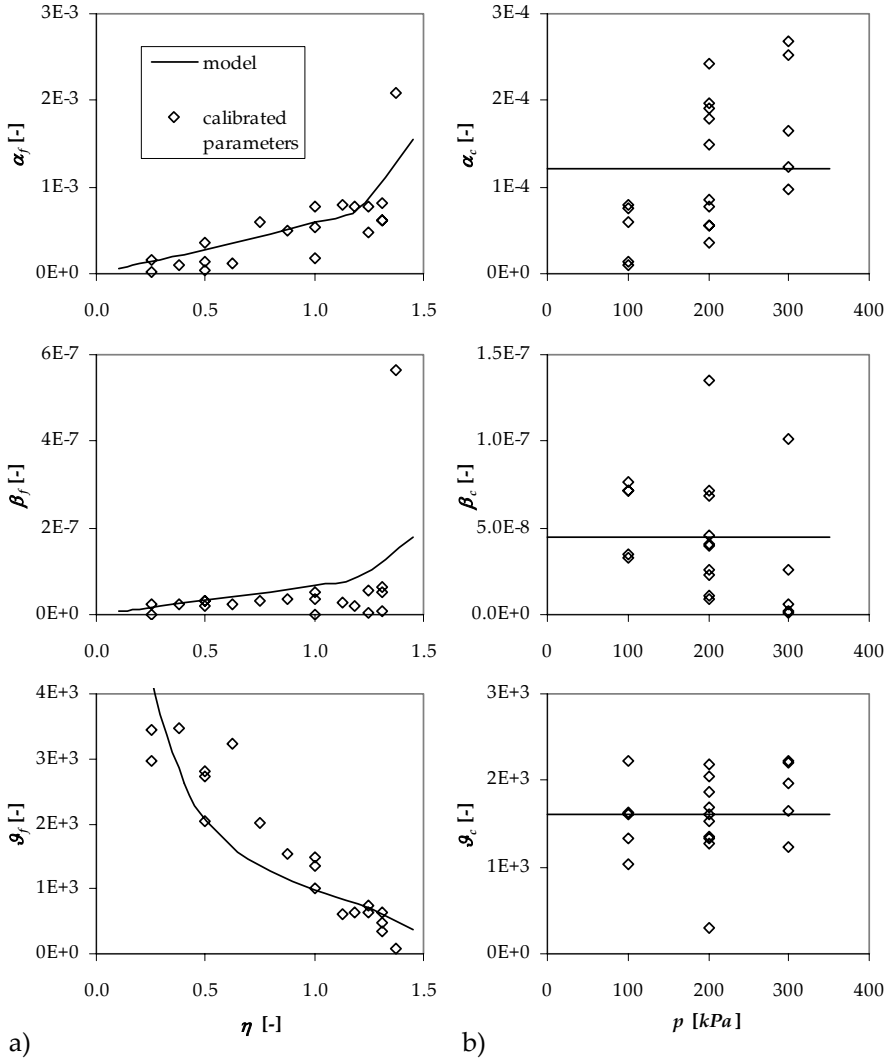 3E-3
2E-3
1E-3
0E+0
α_f [-]
model
calibrated
parameters
0.0 0.5 1.0 1.5
3E-4
2E-4
1E-4
0E+0
α_c [-]
0 100 200 300 400
6E-7
4E-7
2E-7
0E+0
β_f [-]
0.0 0.5 1.0 1.5
1.5E-7
1.0E-7
5.0E-8
0.0E+0
β_c [-]
0 100 200 300 400
4E+3
3E+3
2E+3
1E+3
0E+0
ϑ_f [-]
0.0 0.5 1.0 1.5
η [-]
a)
3E+3
2E+3
1E+3
0E+0
ϑ_c [-]
0 100 200 300 400
p [kPa]
b)